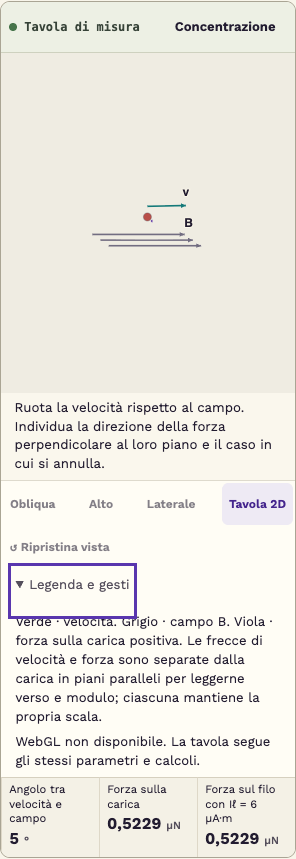 Tavola di misura
Concentrazione
v
B
Ruota la velocità rispetto al campo.
Individua la direzione della forza
perpendicolare al loro piano e il caso in
cui si annulla.
Obliqua
Alto
Laterale
Tavola 2D
↺ Ripristina vista
▼ Legenda e gesti
Verde · velocità. Grigio · campo B. Viola ·
forza sulla carica positiva. Le frecce di
velocità e forza sono separate dalla
carica in piani paralleli per leggerne
verso e modulo; ciascuna mantiene la
propria scala.
WebGL non disponibile. La tavola segue
gli stessi parametri e calcoli.
Angolo tra
velocità e
campo
5 °
Forza sulla
carica
0,5229 μN
Forza sul filo
con Iℓ = 6
μA·m
0,5229 μN